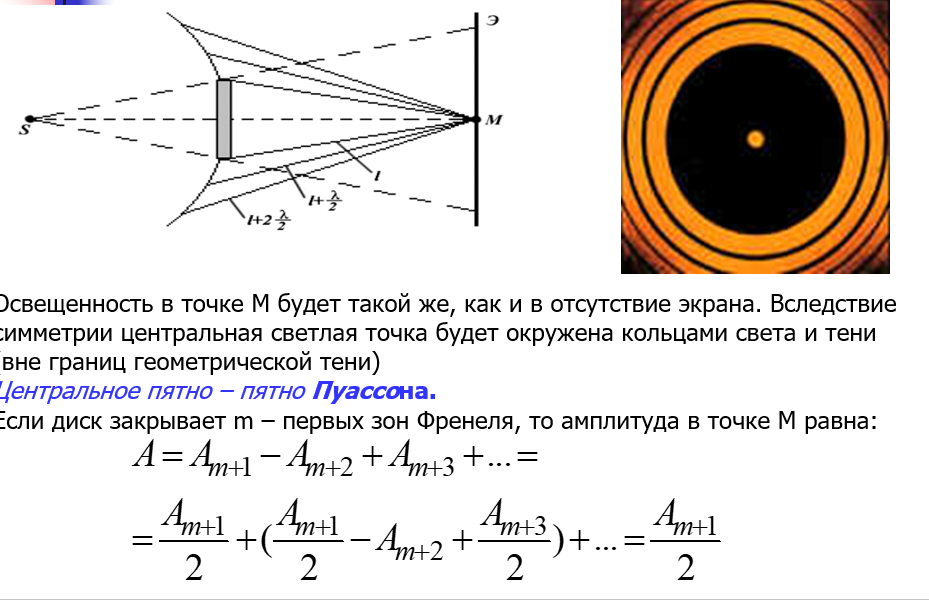 Э
S
M
l
l+λ/2
l+2 λ/2
Освещенность в точке М будет такой же, как и в отсутствие экрана. Вследствие
симметрии центральная светлая точка будет окружена кольцами света и тени
(вне границ геометрической тени)
Центральное пятно – пятно Пуассона.
Если диск закрывает m – первых зон Френеля, то амплитуда в точке М равна:
A = A_{m+1} − A_{m+2} + A_{m+3} + ... =
= A_{m+1}/2 + (A_{m+1}/2 − A_{m+2} + A_{m+3}/2) + ... = A_{m+1}/2